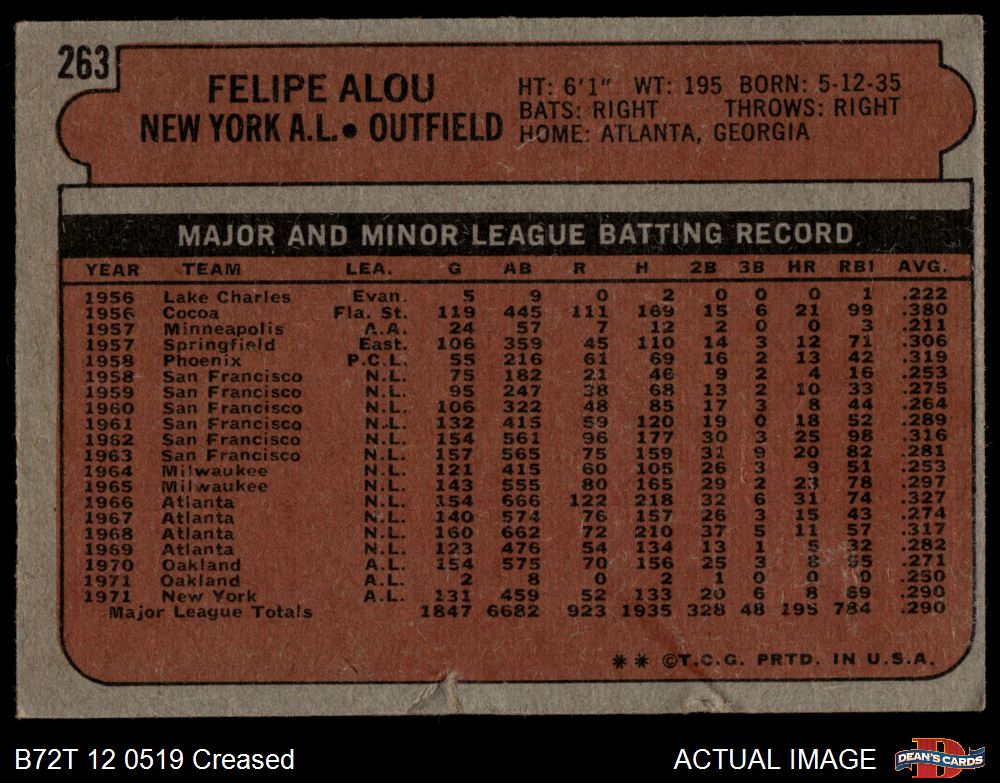 263
FELIPE ALOU
NEW YORK A.L. • OUTFIELD
HT: 6'1" WT: 195 BORN: 5-12-35
BATS: RIGHT THROWS: RIGHT
HOME: ATLANTA, GEORGIA
MAJOR AND MINOR LEAGUE BATTING RECORD
YEAR TEAM LEA. G AB R H 2B 3B HR RBI AVG.
1956 Lake Charles Evan. 5 9 0 2 0 0 0 1 .222
1956 Cocoa Fla. St. 119 445 111 169 15 6 21 99 .380
1957 Minneapolis A.A. 24 57 7 12 2 0 0 3 .211
1957 Springfield East. 106 359 45 110 14 3 12 71 .306
1958 Phoenix P.C.L. 55 216 61 69 16 2 13 42 .319
1958 San Francisco N.L. 75 182 21 46 9 2 4 16 .253
1959 San Francisco N.L. 95 247 38 68 13 2 10 33 .275
1960 San Francisco N.L. 106 322 48 85 17 3 8 44 .264
1961 San Francisco N.L. 132 415 59 120 19 0 18 52 .289
1962 San Francisco N.L. 154 561 96 177 30 3 25 98 .316
1963 San Francisco N.L. 157 565 75 159 31 9 20 82 .281
1964 Milwaukee N.L. 121 415 60 105 26 3 9 51 .253
1965 Milwaukee N.L. 143 555 80 165 29 2 23 78 .297
1966 Atlanta N.L. 154 666 122 218 32 6 31 74 .327
1967 Atlanta N.L. 140 574 76 157 26 3 15 43 .274
1968 Atlanta N.L. 160 662 72 210 37 5 11 57 .317
1969 Atlanta N.L. 123 476 54 134 13 1 5 32 .282
1970 Oakland A.L. 154 575 70 156 25 3 8 55 .271
1971 Oakland A.L. 2 8 0 2 1 0 0 0 .250
1971 New York A.L. 131 459 52 133 20 6 8 69 .290
Major League Totals 1847 6682 923 1935 328 48 195 784 .290
** ©T.C.G. PRTD. IN U.S.A.
B72T 12 0519 Creased
ACTUAL IMAGE
D
DEAN'S CARDS